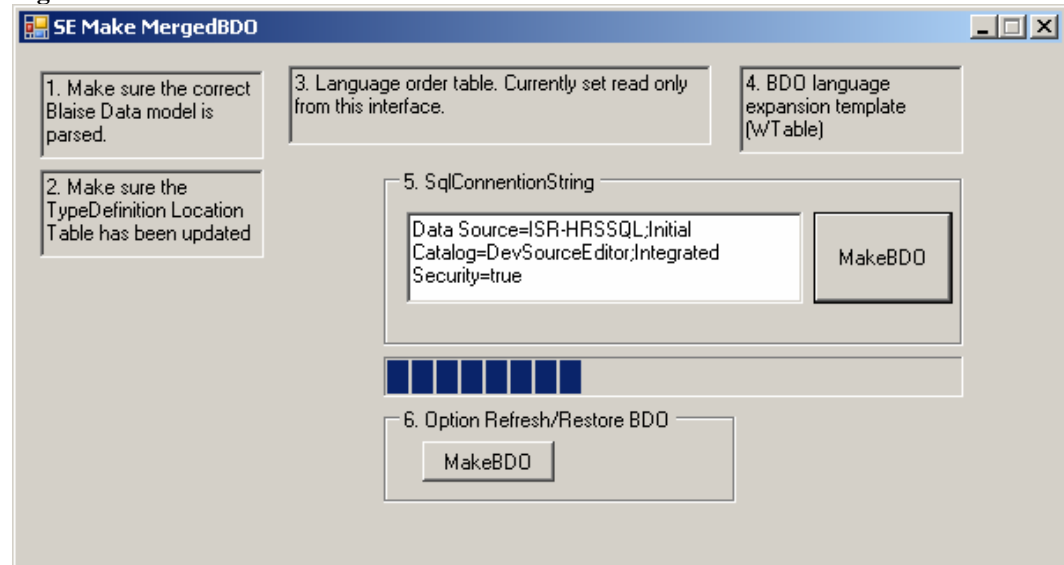 SE Make MergedBDO
1. Make sure the correct
Blaise Data model is
parsed.
2. Make sure the
TypeDefinition Location
Table has been updated
3. Language order table. Currently set read only
from this interface.
4. BDO language
expansion template
(WTable)
5. SqlConnentionString
Data Source=ISR-HRSSQL;Initial
Catalog=DevSourceEditor;Integrated
Security=true
MakeBDO
6. Option Refresh/Restore BDO
MakeBDO